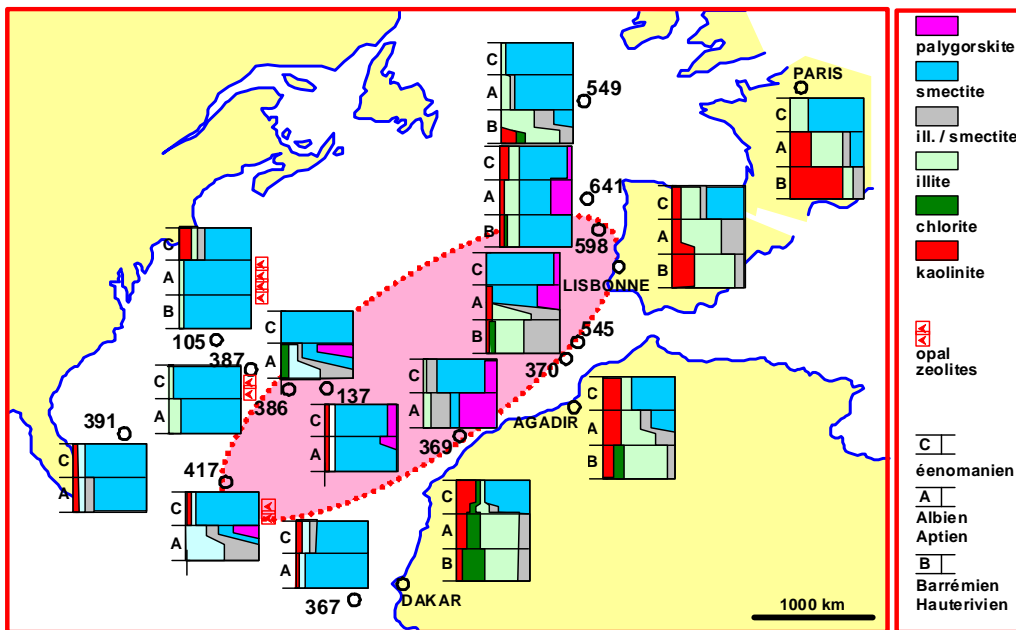 C
A
B
549
PARIS
C
A
B
C
A
B
641
598
C
A
B
LISBONNE
C
A
B
C
A
B
105
387
C
A
386
137
545
370
C
A
391
C
A
369
AGADIR
C
A
B
C
A
417
C
A
C
A
C
A
B
C
A
367
DAKAR
1000 km
palygorskite
smectite
ill. / smectite
illite
chlorite
kaolinite
opal
zeolites
C
éenomanien
A
Albien
Aptien
B
Barrémien
Hauterivien